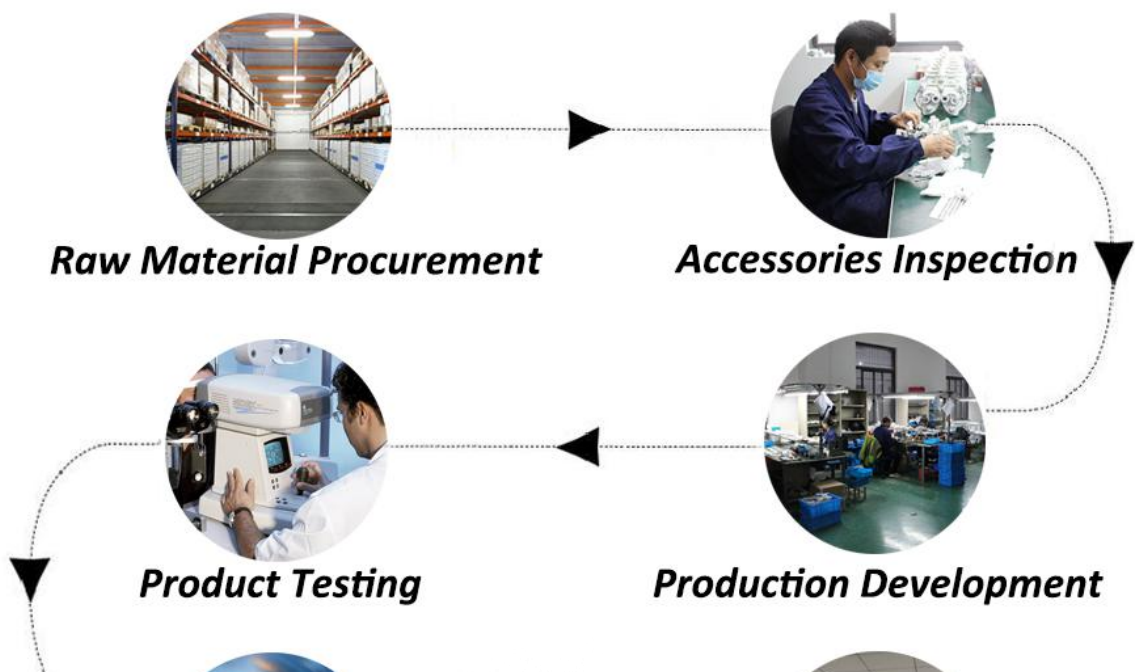 Raw Material Procurement
Accessories Inspection
Product Testing
Production Development